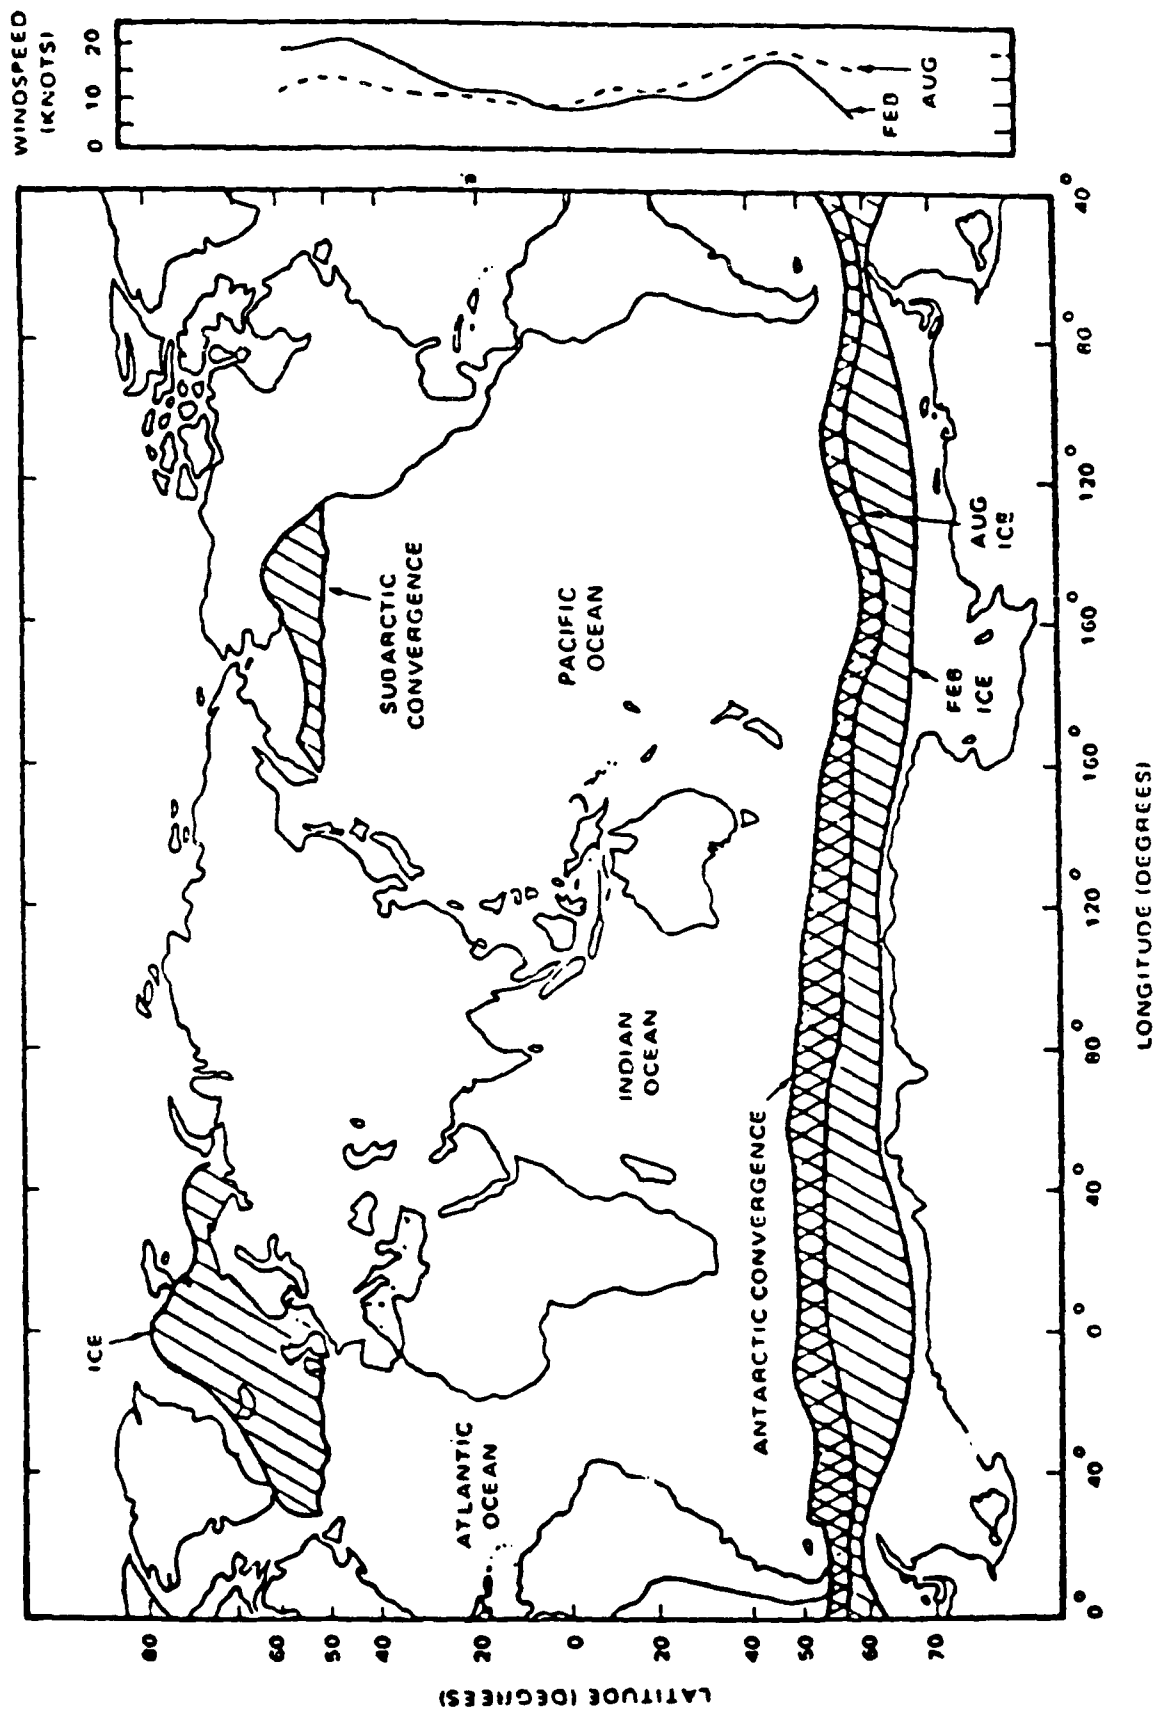 WINDSPEED
(KNOTS)
0 10 20
FEB
AUG
ICE
SUBARCTIC
CONVERGENCE
PACIFIC
OCEAN
ATLANTIC
OCEAN
INDIAN
OCEAN
ANTARCTIC CONVERGENCE
FEB
ICE
AUG
ICE
80
60
50
40
20
0
20
40
50
60
70
LATITUDE (DEGREES)
0° 40° 0° 40° 80° 120° 160° 160° 120° 80° 40°
LONGITUDE (DEGREES)